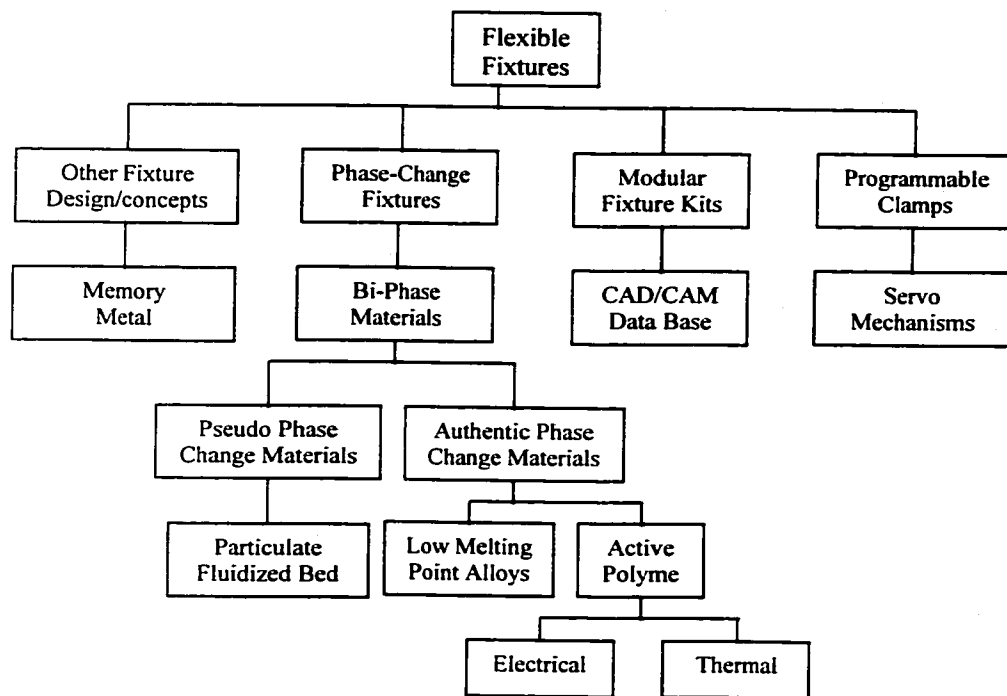 Flexible
Fixtures
Other Fixture
Design/concepts
Phase-Change
Fixtures
Modular
Fixture Kits
Programmable
Clamps
Memory
Metal
Bi-Phase
Materials
CAD/CAM
Data Base
Servo
Mechanisms
Pseudo Phase
Change Materials
Authentic Phase
Change Materials
Particulate
Fluidized Bed
Low Melting
Point Alloys
Active
Polyme
Electrical
Thermal